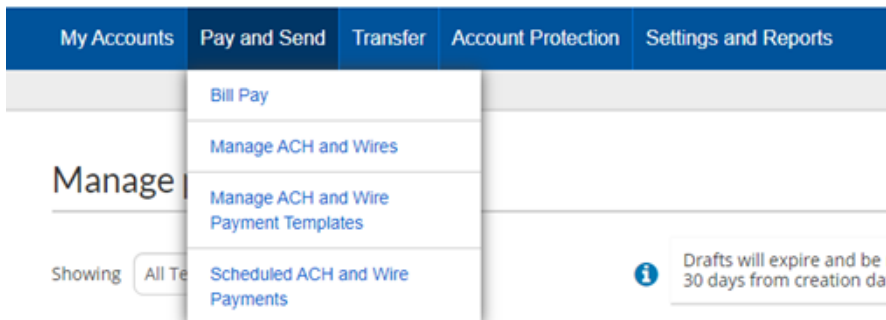 My Accounts Pay and Send Transfer Account Protection Settings and Reports
Bill Pay
Manage ACH and Wires
Manage
Manage ACH and Wire
Payment Templates
Showing All Te
Scheduled ACH and Wire
Payments
Drafts will expire and be
30 days from creation da